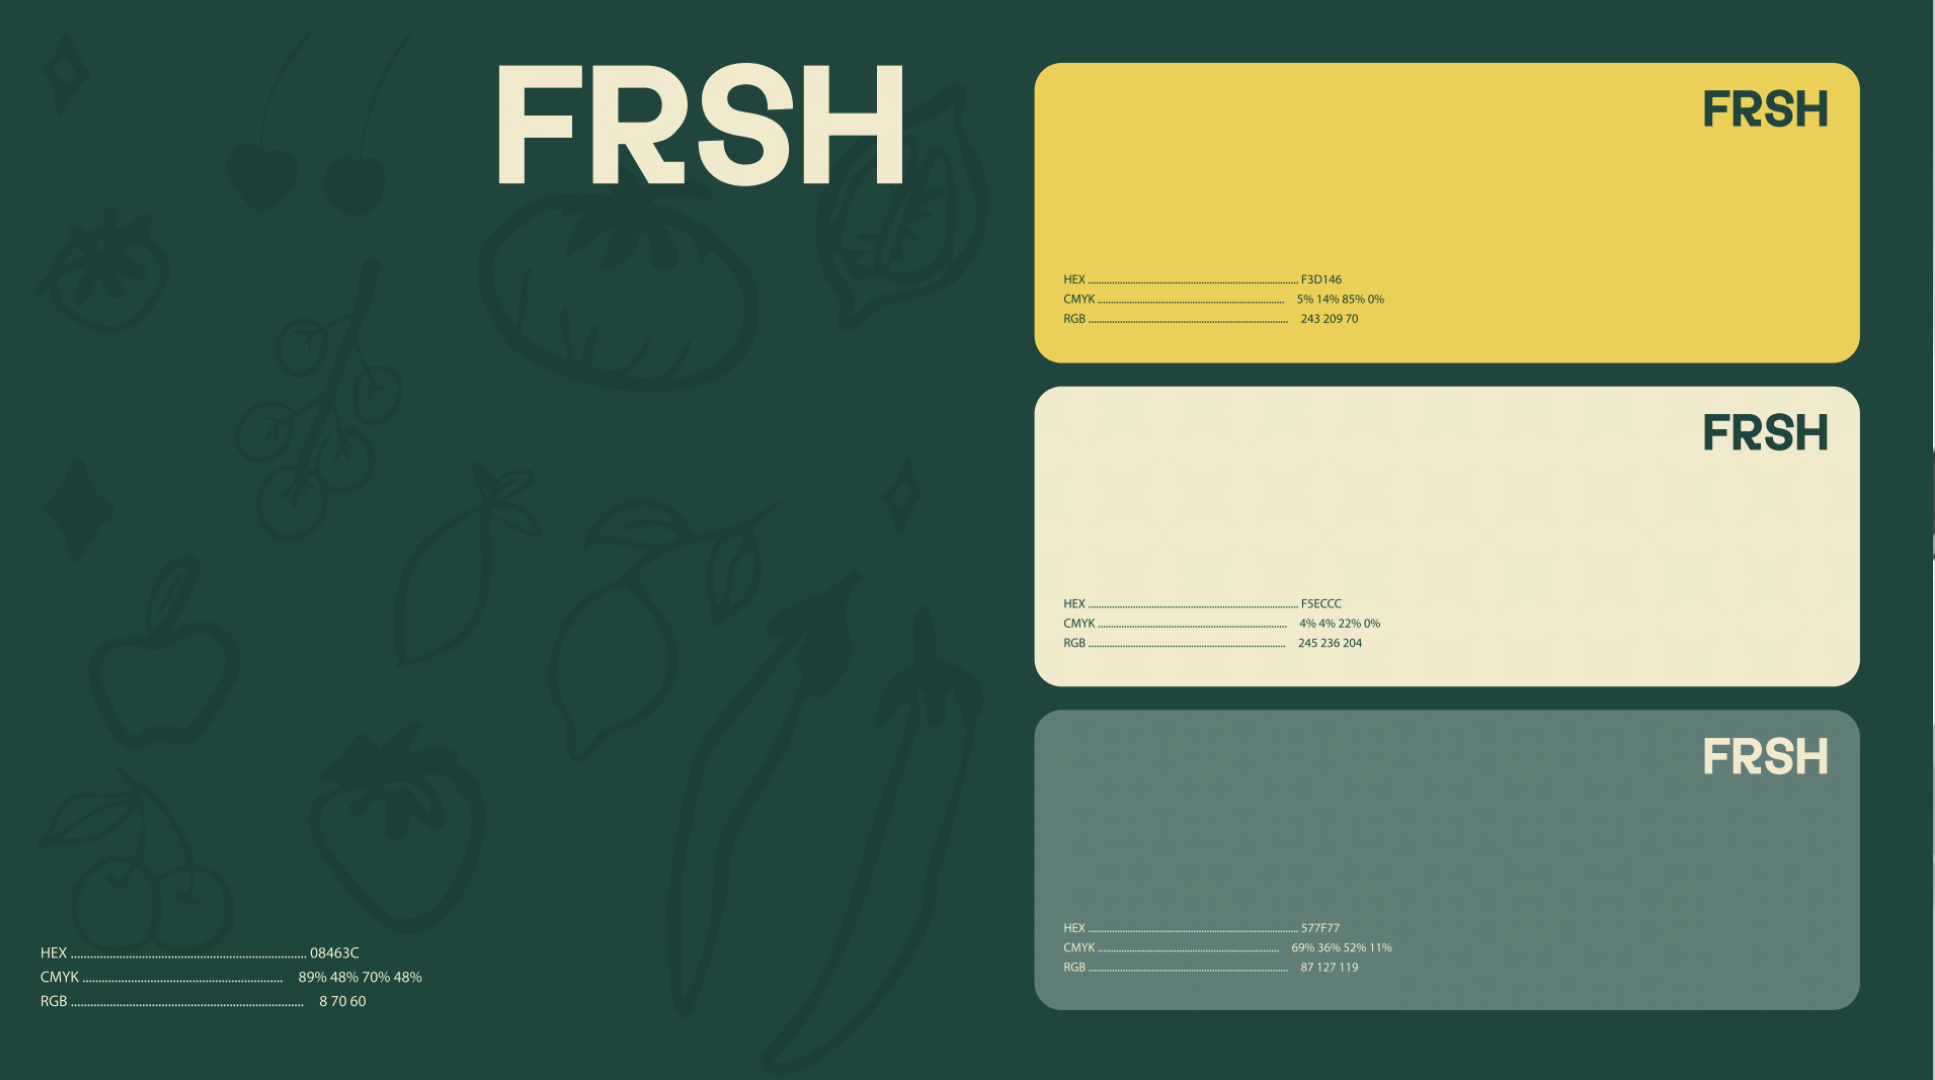 FRSH
HEX ........ 08463C
CMYK ........ 89% 48% 70% 48%
RGB ........ 8 70 60
FRSH
HEX ........ F3D146
CMYK ........ 5% 14% 85% 0%
RGB ........ 243 209 70
FRSH
HEX ........ F5ECCC
CMYK ........ 4% 4% 22% 0%
RGB ........ 245 236 204
FRSH
HEX ........ 577F77
CMYK ........ 69% 36% 52% 11%
RGB ........ 87 127 119